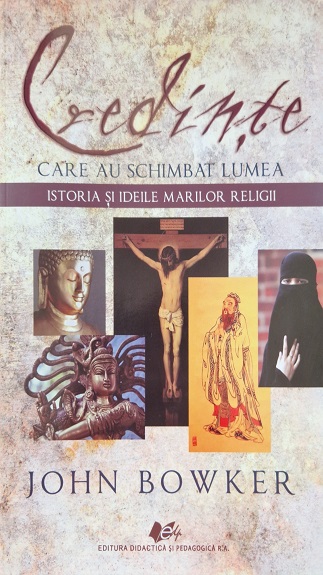 Credințe
CARE AU SCHIMBAT LUMEA
ISTORIA ȘI IDEILE MARILOR RELIGII
JOHN BOWKER
EDITURA DIDACTICĂ ȘI PEDAGOGICĂ R.A.